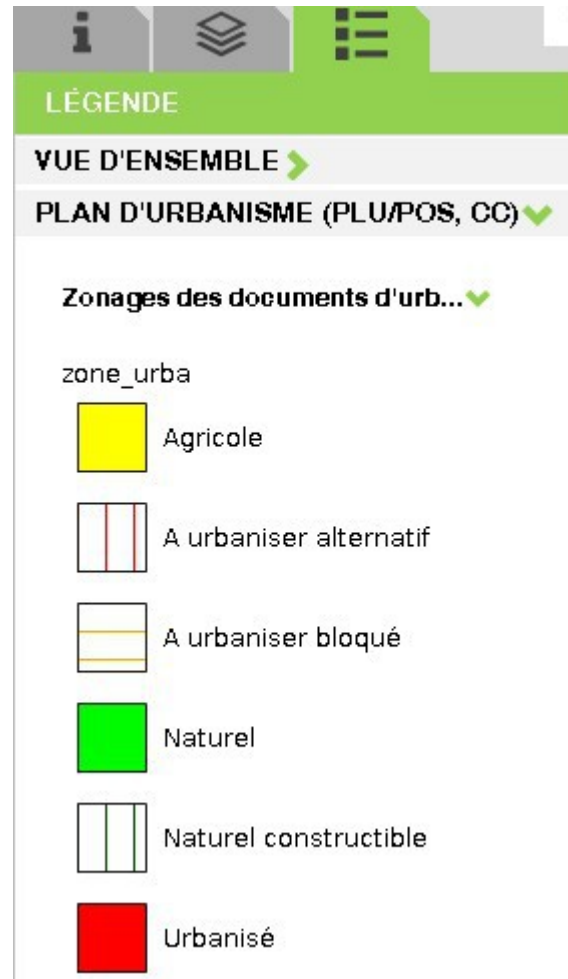 LÉGENDE
VUE D'ENSEMBLE
PLAN D'URBANISME (PLU/POS, CC)
Zonages des documents d'urb...
zone_urba
Agricole
A urbaniser alternatif
A urbaniser bloqué
Naturel
Naturel constructible
Urbanisé